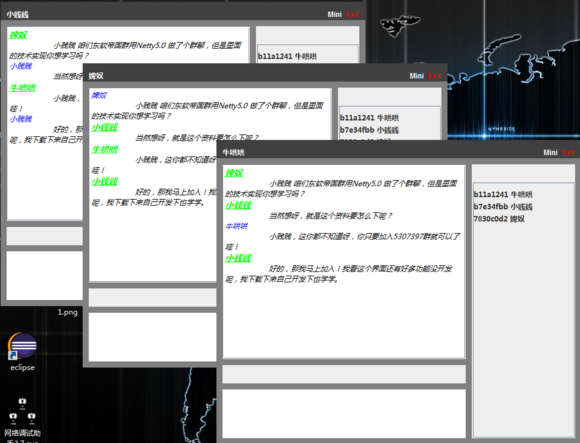 小贱贱 Mini Exit
婢奴
小贱贱 咱们东软帝国群用Netty5.0 做了个群聊，但是里面
的技术实现你想学习吗？
小贱贱
当然想呀
牛哄哄
小贱贱，
哇！
小贱贱
好的，那
呢，我下载下来自
b11a1241 牛哄哄
婢奴 Mini Exit
婢奴
小贱贱 咱们东软帝国群用Netty5.0 做了个群聊，但是里面
的技术实现你想学习吗？
小贱贱
当然想呀，就是这个资料要怎么下呢？
牛哄哄
小贱贱，这你都不知道呀
哇！
小贱贱
好的，那我马上加入！我
呢，我下载下来自己开发下也学学。
b11a1241 牛哄哄
b7e34fbb 小贱贱
牛哄哄 Mini Exit
婢奴
小贱贱 咱们东软帝国群用Netty5.0 做了个群聊，但是里面
的技术实现你想学习吗？
小贱贱
当然想呀，就是这个资料要怎么下呢？
牛哄哄
小贱贱，这你都不知道呀，你只要加入5307397群就可以了
哇！
小贱贱
好的，那我马上加入！我看这个界面还有好多功能没开发
呢，我下载下来自己开发下也学学。
b11a1241 牛哄哄
b7e34fbb 小贱贱
7830c0d2 婢奴
1.png
eclipse
网络调试助